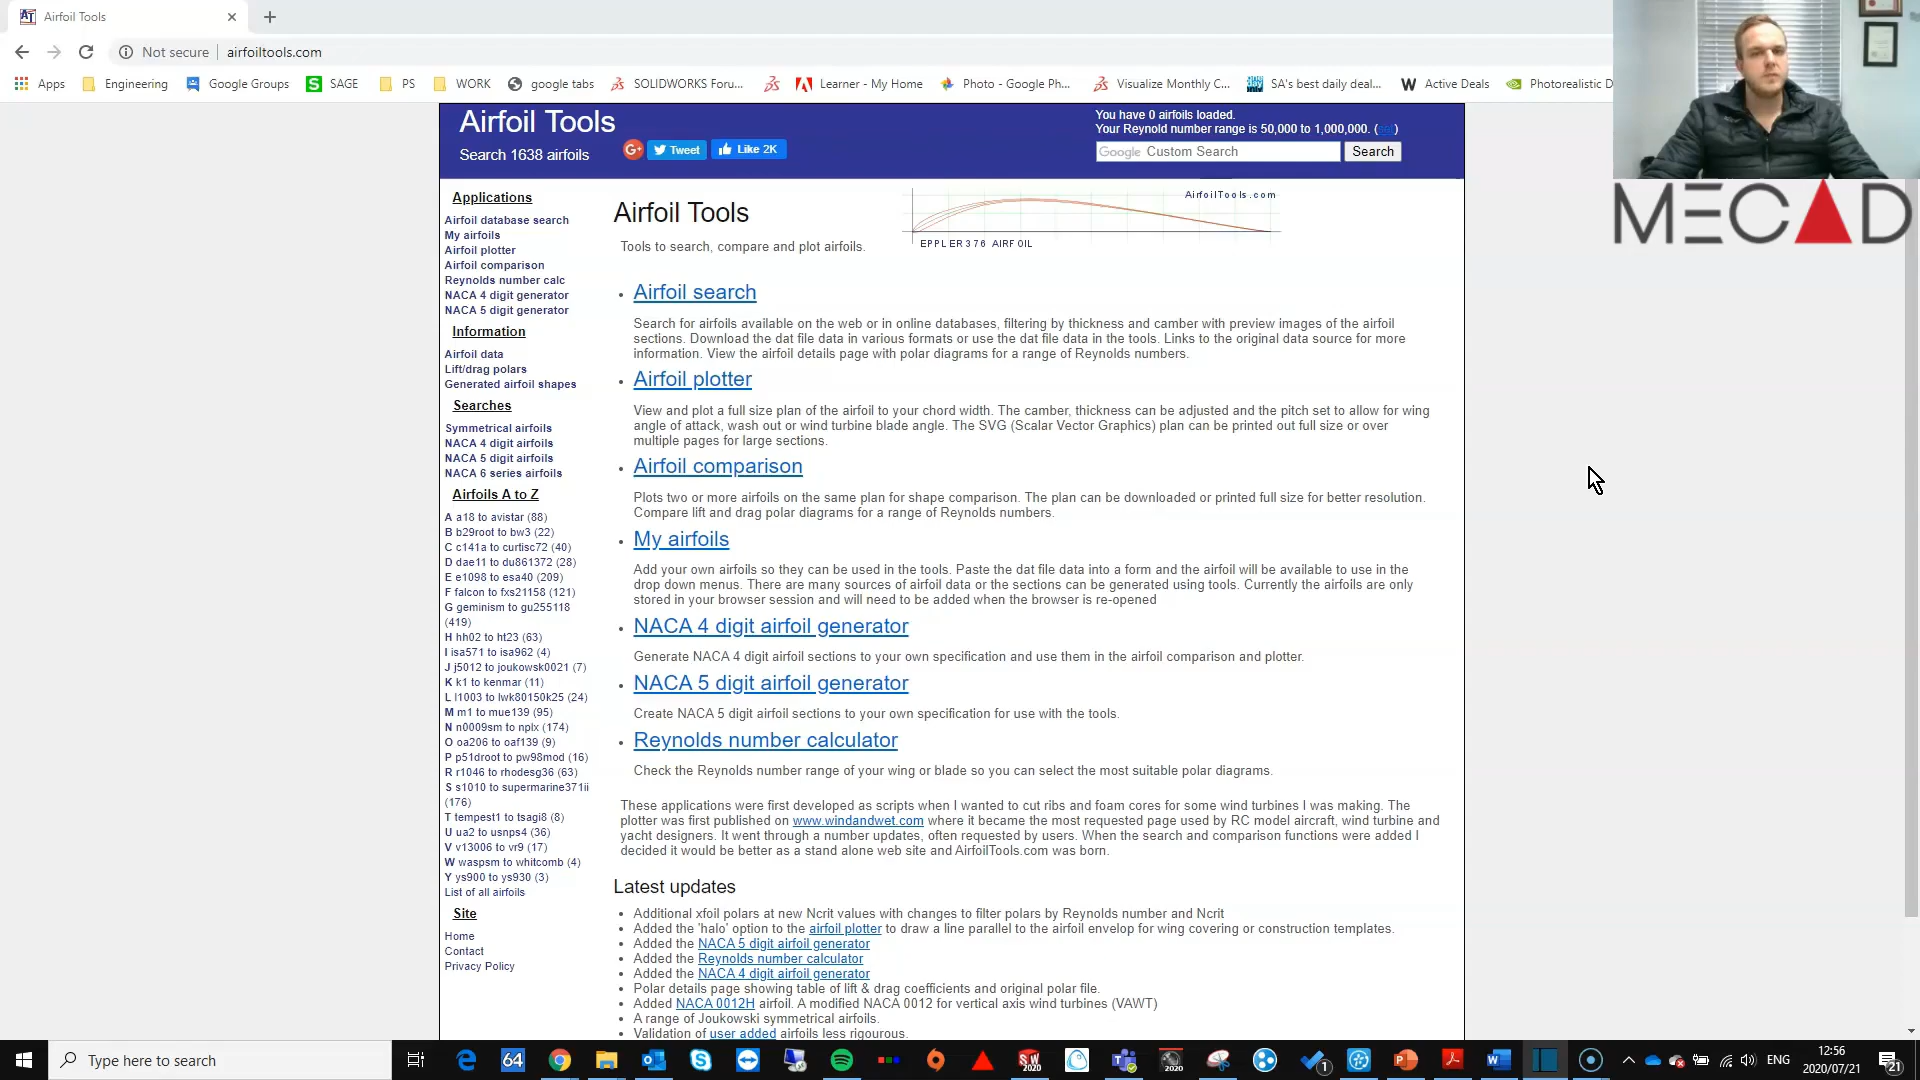 Airfoil Tools
Not secure
airfoiltools.com
Apps
Engineering
Google Groups
SAGE
PS
WORK
google tabs
SOLIDWORKS Foru...
Learner - My Home
Photo - Google Ph...
Visualize Monthly C...
SA's best daily deal...
Active Deals
Photorealistic D
MECAD
Airfoil Tools
Search 1638 airfoils
G+
Tweet
Like 2K
You have 0 airfoils loaded.
Your Reynold number range is 50,000 to 1,000,000.
Google Custom Search
Search
Applications
Airfoil database search
My airfoils
Airfoil plotter
Airfoil comparison
Reynolds number calc
NACA 4 digit generator
NACA 5 digit generator
Information
Airfoil data
Lift/drag polars
Generated airfoil shapes
Searches
Symmetrical airfoils
NACA 4 digit airfoils
NACA 5 digit airfoils
NACA 6 series airfoils
Airfoils A to Z
A a18 to avistar (88)
B b29root to bw3 (22)
C c141a to curtisc72 (40)
D dae11 to du861372 (28)
E e1098 to esa40 (209)
F falcon to fxs21158 (121)
G geminism to gu255118
(419)
H hh02 to ht23 (63)
I isa571 to isa962 (4)
J j5012 to joukowsk0021 (7)
K k1 to kenmar (11)
L l1003 to lwk80150k25 (24)
M m1 to mue139 (95)
N n0009sm to nplx (174)
O oa206 to oaf139 (9)
P p51droot to pw98mod (16)
R r1046 to rhodesg36 (63)
S s1010 to supermarine371ii
(176)
T tempest1 to tsagi8 (8)
U ua2 to usnps4 (36)
V v13006 to vr9 (17)
W waspsm to whitcomb (4)
Y ys900 to ys930 (3)
List of all airfoils
Site
Home
Contact
Privacy Policy
Airfoil Tools
Tools to search, compare and plot airfoils.
AirfoilTools.com
EPPLER 376 AIRFOIL
Airfoil search
Search for airfoils available on the web or in online databases, filtering by thickness and camber with preview images of the airfoil
sections. Download the dat file data in various formats or use the dat file data in the tools. Links to the original data source for more
information. View the airfoil details page with polar diagrams for a range of Reynolds numbers.
Airfoil plotter
View and plot a full size plan of the airfoil to your chord width. The camber, thickness can be adjusted and the pitch set to allow for wing
angle of attack, wash out or wind turbine blade angle. The SVG (Scalar Vector Graphics) plan can be printed out full size or over
multiple pages for large sections.
Airfoil comparison
Plots two or more airfoils on the same plan for shape comparison. The plan can be downloaded or printed full size for better resolution.
Compare lift and drag polar diagrams for a range of Reynolds numbers.
My airfoils
Add your own airfoils so they can be used in the tools. Paste the dat file data into a form and the airfoil will be available to use in the
drop down menus. There are many sources of airfoil data or the sections can be generated using tools. Currently the airfoils are only
stored in your browser session and will need to be added when the browser is re-opened
NACA 4 digit airfoil generator
Generate NACA 4 digit airfoil sections to your own specification and use them in the airfoil comparison and plotter.
NACA 5 digit airfoil generator
Create NACA 5 digit airfoil sections to your own specification for use with the tools.
Reynolds number calculator
Check the Reynolds number range of your wing or blade so you can select the most suitable polar diagrams.
These applications were first developed as scripts when I wanted to cut ribs and foam cores for some wind turbines I was making. The
plotter was first published on www.windandwet.com where it became the most requested page used by RC model aircraft, wind turbine and
yacht designers. It went through a number updates, often requested by users. When the search and comparison functions were added I
decided it would be better as a stand alone web site and AirfoilTools.com was born.
Latest updates
Additional xfoil polars at new Ncrit values with changes to filter polars by Reynolds number and Ncrit
Added the 'halo' option to the airfoil plotter to draw a line parallel to the airfoil envelop for wing covering or construction templates.
Added the NACA 5 digit airfoil generator
Added the Reynolds number calculator
Added the NACA 4 digit airfoil generator
Polar details page showing table of lift & drag coefficients and original polar file.
Added NACA 0012H airfoil. A modified NACA 0012 for vertical axis wind turbines (VAWT)
A range of Joukowski symmetrical airfoils.
Validation of user added airfoils less rigourous.
Type here to search
64
SW
2020
2020
1
ENG
12:56
2020/07/21
21